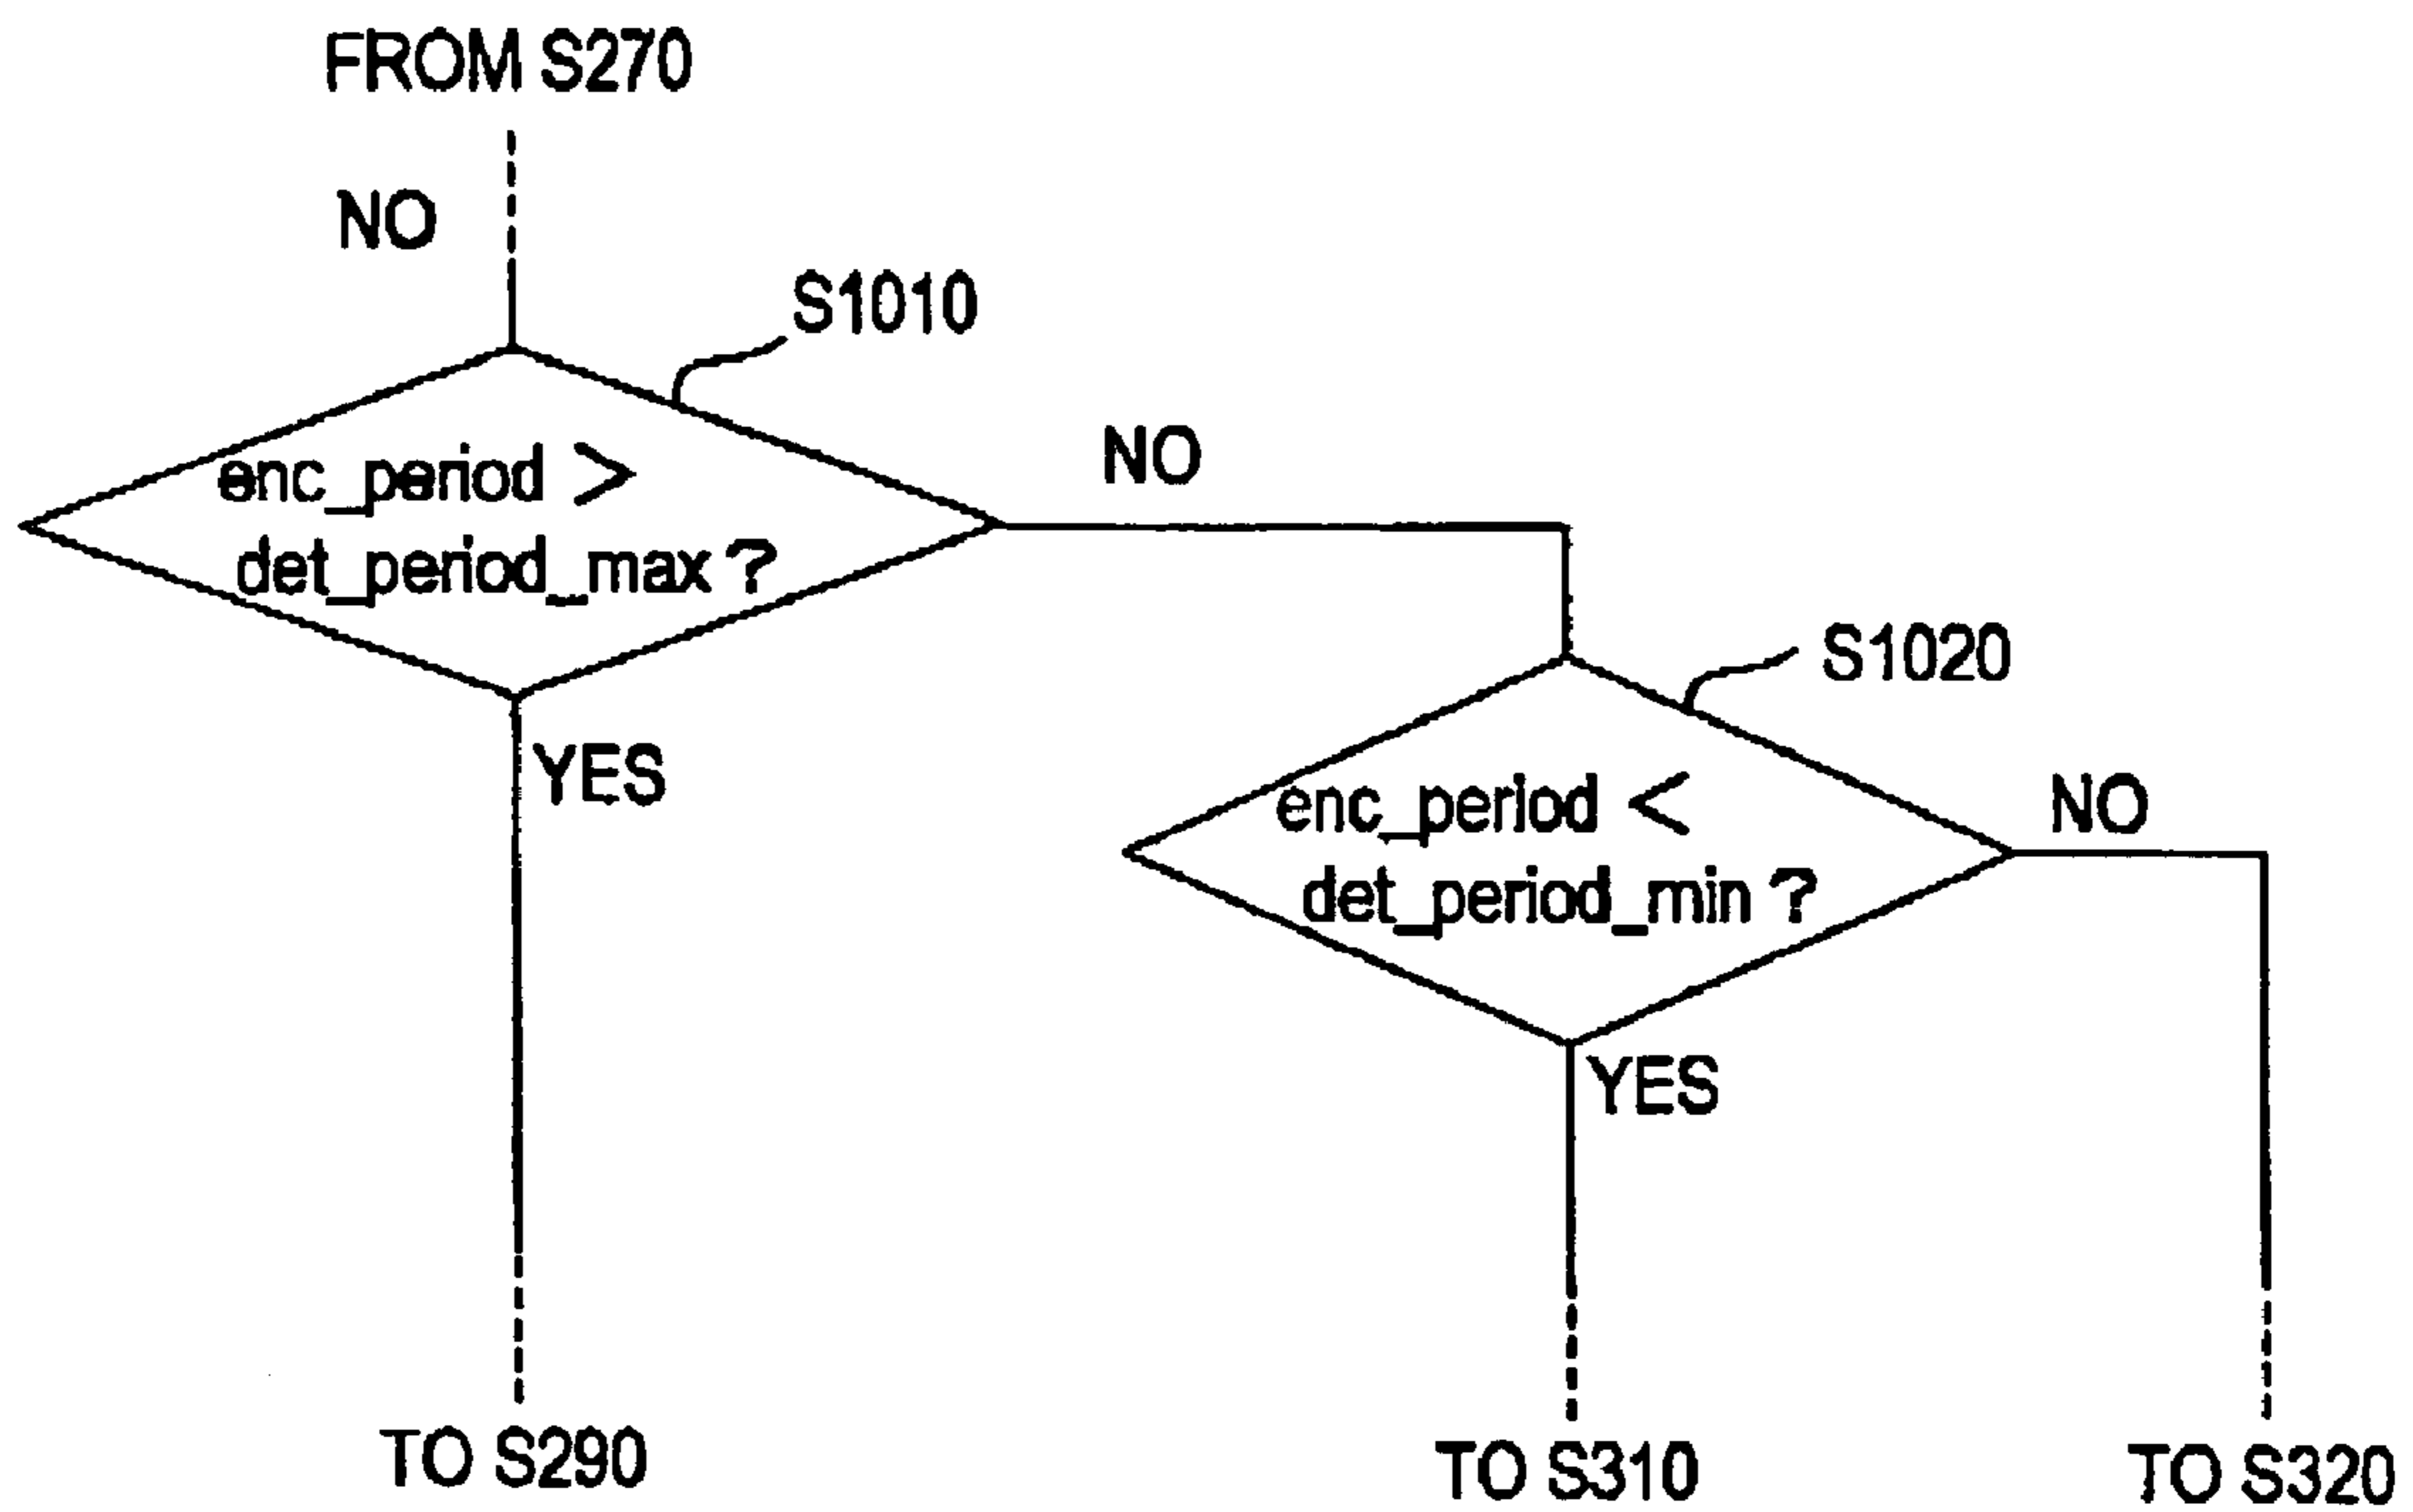 FROM S270
NO
S1010
enc_period >
det_period_max ?
NO
YES
S1020
enc_period <
det_period_min ?
NO
YES
TO S290
TO S310
TO S320